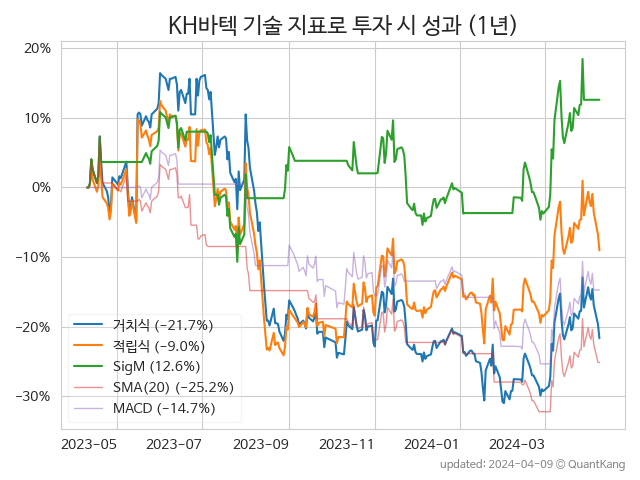 KH바텍 기술 지표로 투자 시 성과 (1년)
20%
10%
0%
−10%
−20%
−30%
거치식 (−21.7%)
적립식 (−9.0%)
SigM (12.6%)
SMA(20) (−25.2%)
MACD (−14.7%)
2023-05 2023-07 2023-09 2023-11 2024-01 2024-03
updated: 2024-04-09 © QuantKang